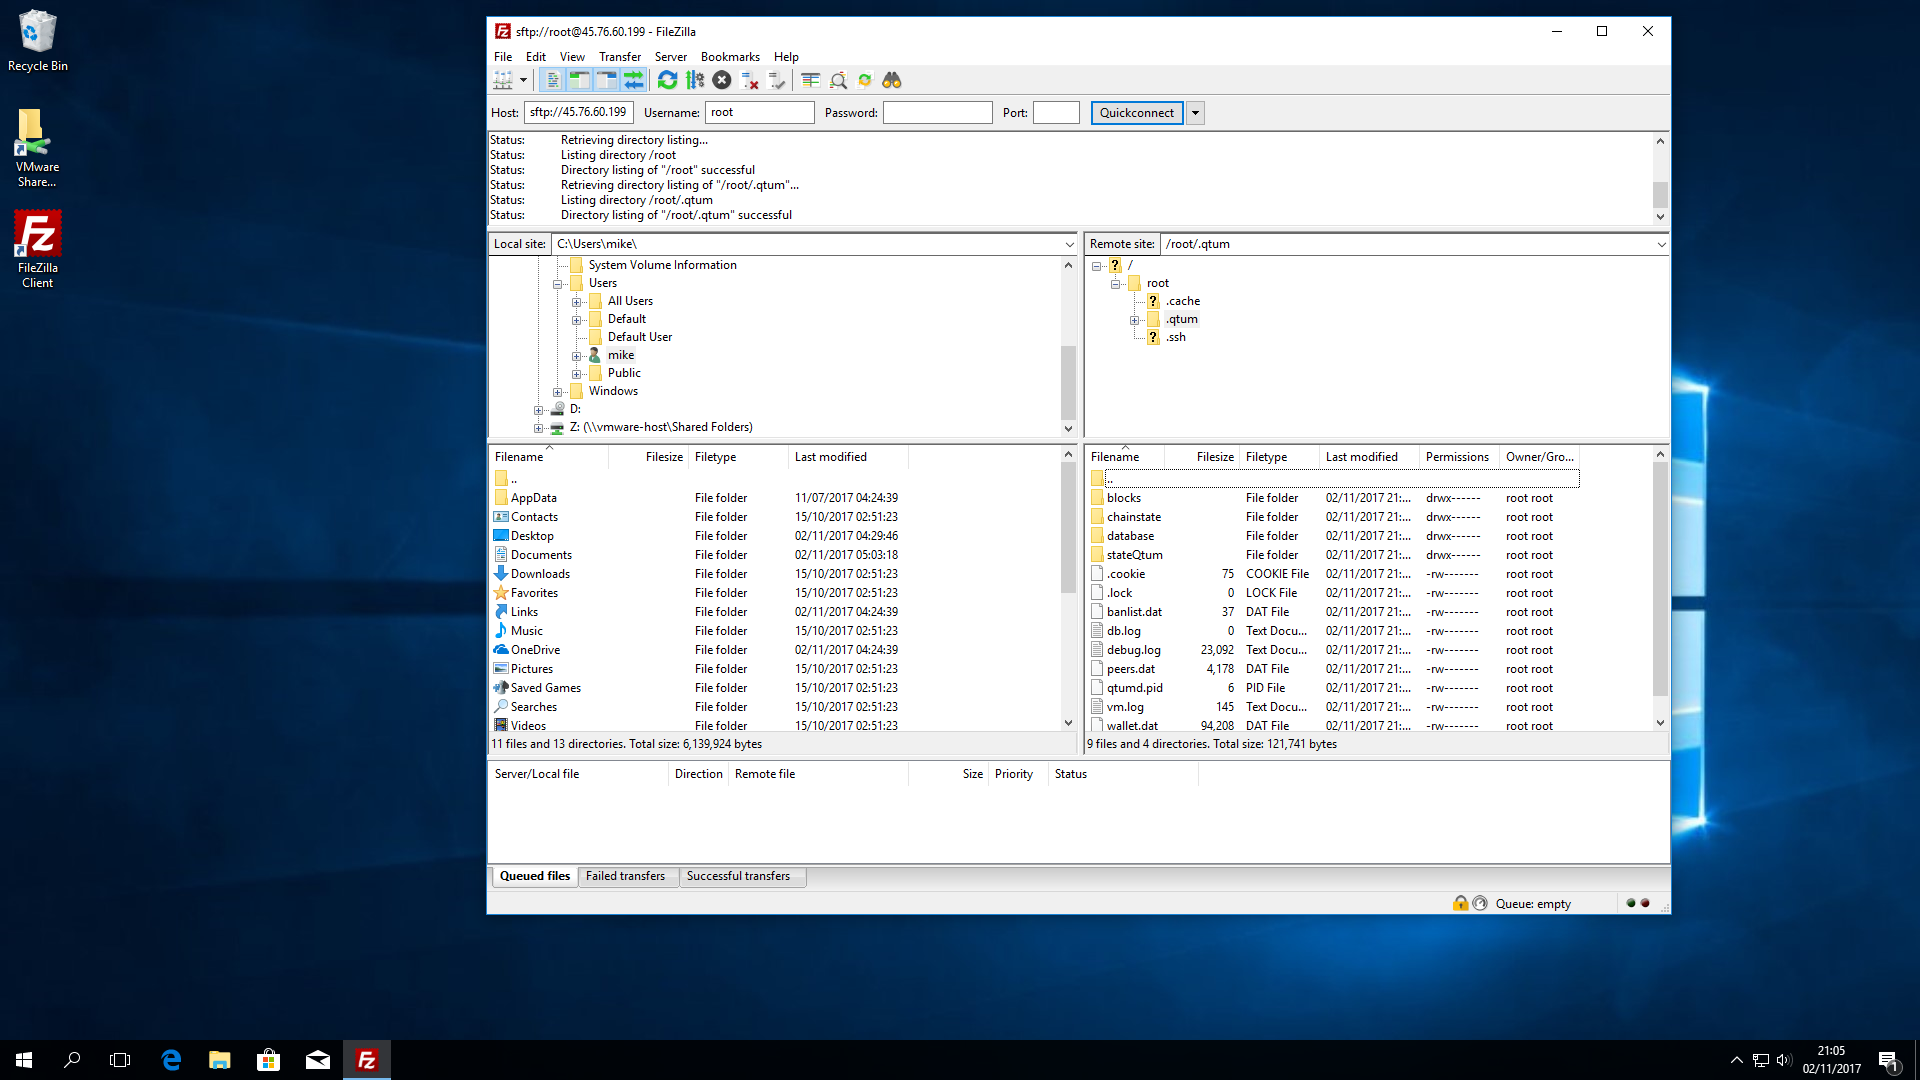 Recycle Bin
VMware
Share...
FileZilla
Client
sftp://root@45.76.60.199 - FileZilla
File Edit View Transfer Server Bookmarks Help
Host: sftp://45.76.60.199 Username: root Password: Port: Quickconnect
Status: Retrieving directory listing...
Status: Listing directory /root
Status: Directory listing of "/root" successful
Status: Retrieving directory listing of "/root/.qtum"...
Status: Listing directory /root/.qtum
Status: Directory listing of "/root/.qtum" successful
Local site: C:\Users\mike\
System Volume Information
Users
All Users
Default
Default User
mike
Public
Windows
D:
Z: (\\vmware-host\Shared Folders)
Remote site: /root/.qtum
/
root
.cache
.qtum
.ssh
Filename Filesize Filetype Last modified
..
AppData File folder 11/07/2017 04:24:39
Contacts File folder 15/10/2017 02:51:23
Desktop File folder 02/11/2017 04:29:46
Documents File folder 02/11/2017 05:03:18
Downloads File folder 15/10/2017 02:51:23
Favorites File folder 15/10/2017 02:51:23
Links File folder 02/11/2017 04:24:39
Music File folder 15/10/2017 02:51:23
OneDrive File folder 02/11/2017 04:24:39
Pictures File folder 15/10/2017 02:51:23
Saved Games File folder 15/10/2017 02:51:23
Searches File folder 15/10/2017 02:51:23
Videos File folder 15/10/2017 02:51:23
11 files and 13 directories. Total size: 6,139,924 bytes
Filename Filesize Filetype Last modified Permissions Owner/Gro...
..
blocks File folder 02/11/2017 21:... drwx------ root root
chainstate File folder 02/11/2017 21:... drwx------ root root
database File folder 02/11/2017 21:... drwx------ root root
stateQtum File folder 02/11/2017 21:... drwx------ root root
.cookie 75 COOKIE File 02/11/2017 21:... -rw------- root root
.lock 0 LOCK File 02/11/2017 21:... -rw------- root root
banlist.dat 37 DAT File 02/11/2017 21:... -rw------- root root
db.log 0 Text Docu... 02/11/2017 21:... -rw------- root root
debug.log 23,092 Text Docu... 02/11/2017 21:... -rw------- root root
peers.dat 4,178 DAT File 02/11/2017 21:... -rw------- root root
qtumd.pid 6 PID File 02/11/2017 21:... -rw------- root root
vm.log 145 Text Docu... 02/11/2017 21:... -rw------- root root
wallet.dat 94,208 DAT File 02/11/2017 21:... -rw------- root root
9 files and 4 directories. Total size: 121,741 bytes
Server/Local file Direction Remote file Size Priority Status
Queued files Failed transfers Successful transfers
Queue: empty
21:05
02/11/2017
1